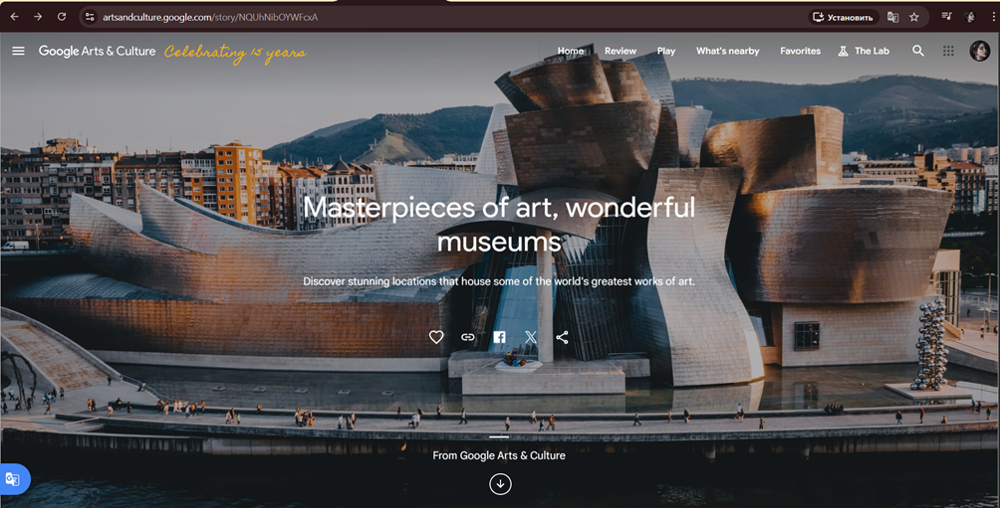 artsandculture.google.com/story/NQUhNibOYWFcxA
Установить
Google Arts & Culture
Celebrating 15 years
Home
Review
Play
What's nearby
Favorites
The Lab
Masterpieces of art, wonderful
museums
Discover stunning locations that house some of the world's greatest works of art.
From Google Arts & Culture